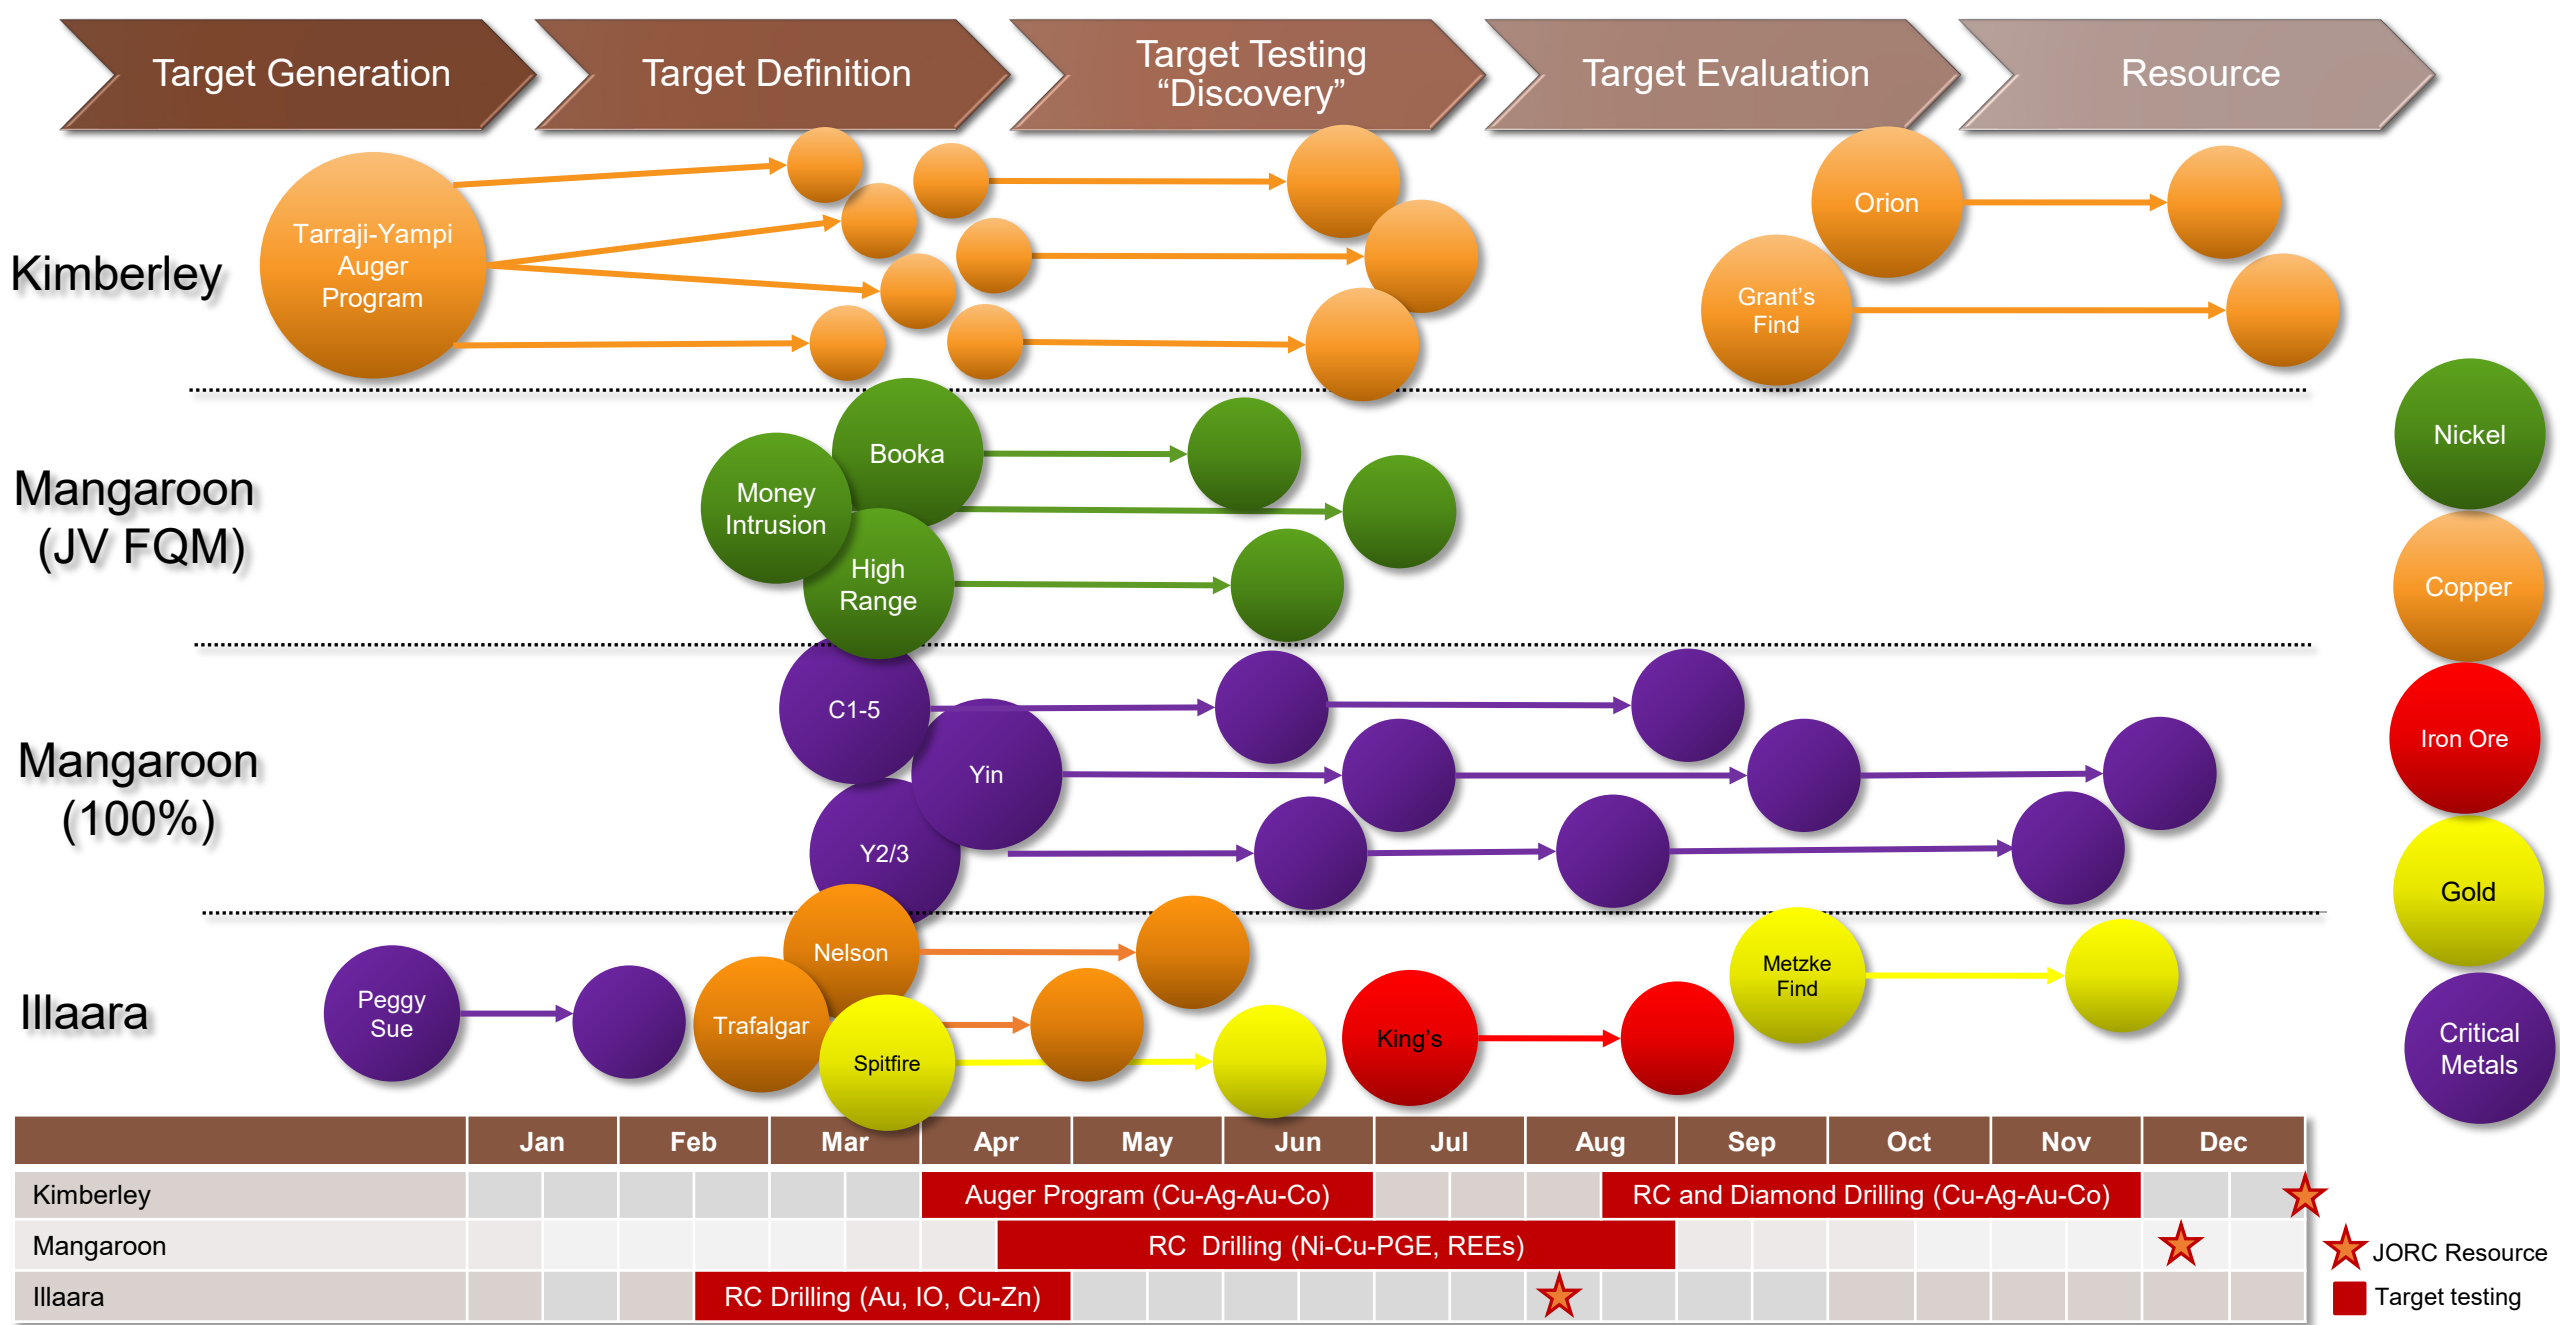 Target Generation
Target Definition
Target Testing
“Discovery”
Target Evaluation
Resource
Kimberley
Tarraji-Yampi
Auger
Program
Orion
Grant’s
Find
Mangaroon
(JV FQM)
Booka
Money
Intrusion
High
Range
Nickel
Copper
Mangaroon
(100%)
C1-5
Yin
Y2/3
Iron Ore
Gold
Illaara
Peggy
Sue
Nelson
Trafalgar
Spitfire
King’s
Metzke
Find
Critical
Metals
Jan Feb Mar Apr May Jun Jul Aug Sep Oct Nov Dec
Kimberley Auger Program (Cu-Ag-Au-Co) RC and Diamond Drilling (Cu-Ag-Au-Co)
Mangaroon RC Drilling (Ni-Cu-PGE, REEs)
Illaara RC Drilling (Au, IO, Cu-Zn)
JORC Resource
Target testing